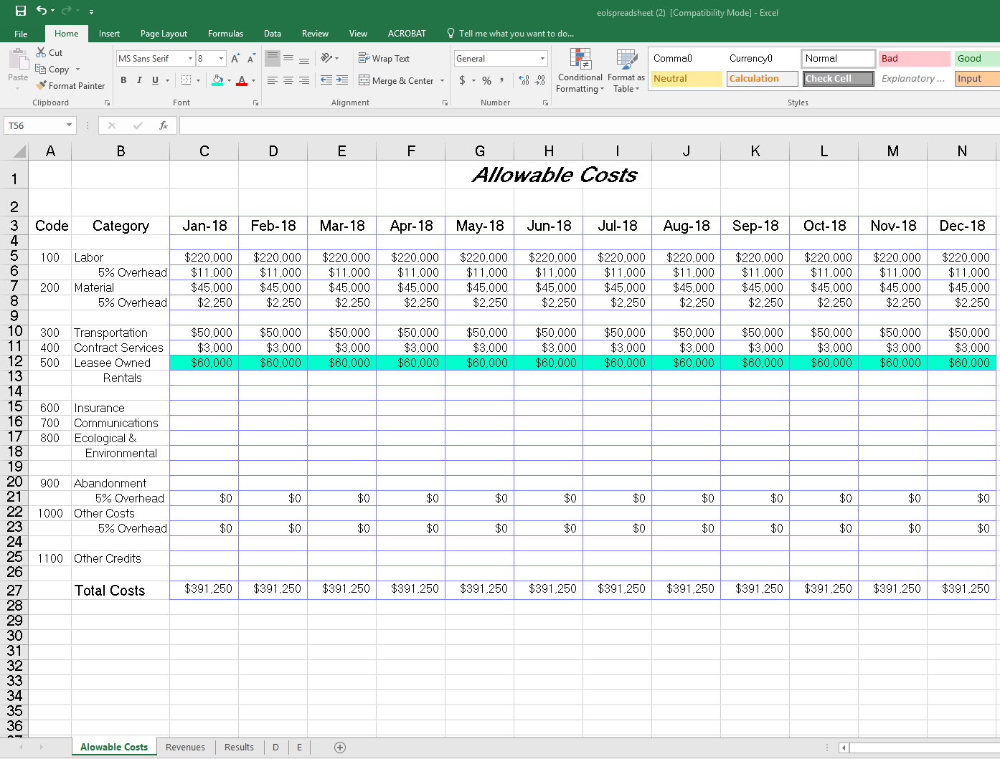 eolspreadsheet (2)  [Compatibility Mode] - Excel
File Home Insert Page Layout Formulas Data Review View ACROBAT Tell me what you want to do...
Paste Cut Copy Format Painter Clipboard
MS Sans Serif 8 A A B I U A Font
Wrap Text Merge & Center Alignment
General $ % , .0 .00 .00 .0 Number
Conditional Formatting Format as Table
Comma0 Currency0 Normal Bad Good
Neutral Calculation Check Cell Explanatory ... Input
Styles
T56 fx
A B C D E F G H I J K L M N
1 Allowable Costs
2
3 Code Category Jan-18 Feb-18 Mar-18 Apr-18 May-18 Jun-18 Jul-18 Aug-18 Sep-18 Oct-18 Nov-18 Dec-18
4
5 100 Labor $220,000 $220,000 $220,000 $220,000 $220,000 $220,000 $220,000 $220,000 $220,000 $220,000 $220,000 $220,000
6 5% Overhead $11,000 $11,000 $11,000 $11,000 $11,000 $11,000 $11,000 $11,000 $11,000 $11,000 $11,000 $11,000
7 200 Material $45,000 $45,000 $45,000 $45,000 $45,000 $45,000 $45,000 $45,000 $45,000 $45,000 $45,000 $45,000
8 5% Overhead $2,250 $2,250 $2,250 $2,250 $2,250 $2,250 $2,250 $2,250 $2,250 $2,250 $2,250 $2,250
9
10 300 Transportation $50,000 $50,000 $50,000 $50,000 $50,000 $50,000 $50,000 $50,000 $50,000 $50,000 $50,000 $50,000
11 400 Contract Services $3,000 $3,000 $3,000 $3,000 $3,000 $3,000 $3,000 $3,000 $3,000 $3,000 $3,000 $3,000
12 500 Leasee Owned $60,000 $60,000 $60,000 $60,000 $60,000 $60,000 $60,000 $60,000 $60,000 $60,000 $60,000 $60,000
13 Rentals
14
15 600 Insurance
16 700 Communications
17 800 Ecological &
18 Environmental
19
20 900 Abandonment
21 5% Overhead $0 $0 $0 $0 $0 $0 $0 $0 $0 $0 $0 $0
22 1000 Other Costs
23 5% Overhead $0 $0 $0 $0 $0 $0 $0 $0 $0 $0 $0 $0
24
25 1100 Other Credits
26
27 Total Costs $391,250 $391,250 $391,250 $391,250 $391,250 $391,250 $391,250 $391,250 $391,250 $391,250 $391,250 $391,250
28
29
30
31
32
33
34
35
36
Alowable Costs Revenues Results D E